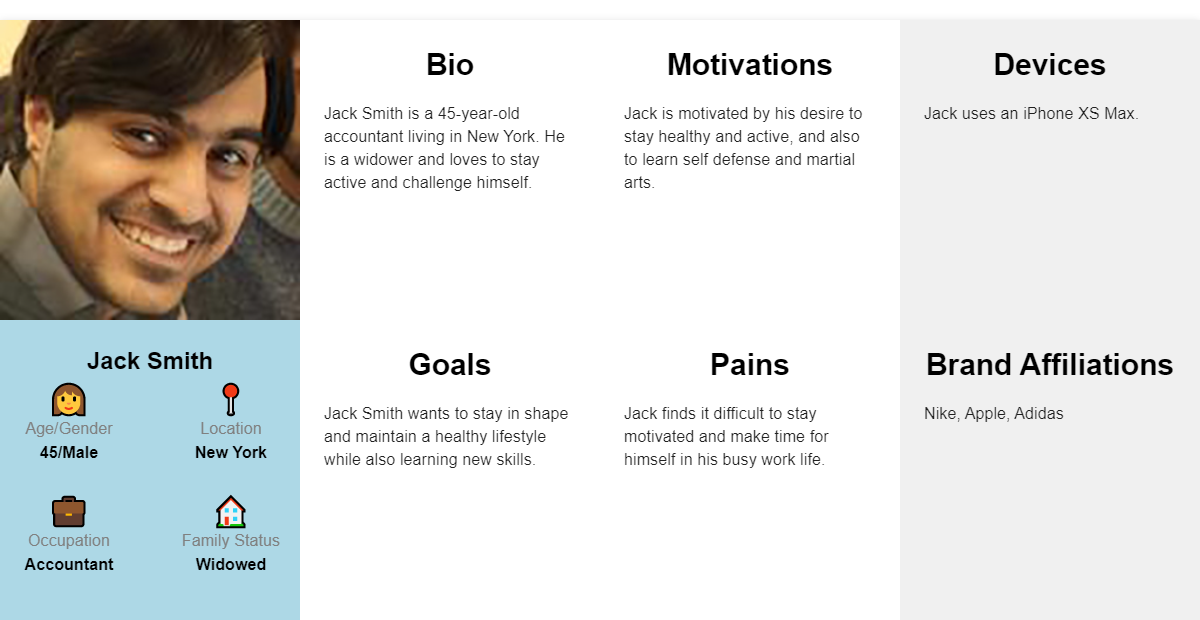 Bio
Jack Smith is a 45-year-old
accountant living in New York. He
is a widower and loves to stay
active and challenge himself.
Motivations
Jack is motivated by his desire to
stay healthy and active, and also
to learn self defense and martial
arts.
Devices
Jack uses an iPhone XS Max.
Jack Smith
Age/Gender
45/Male
Location
New York
Occupation
Accountant
Family Status
Widowed
Goals
Jack Smith wants to stay in shape
and maintain a healthy lifestyle
while also learning new skills.
Pains
Jack finds it difficult to stay
motivated and make time for
himself in his busy work life.
Brand Affiliations
Nike, Apple, Adidas